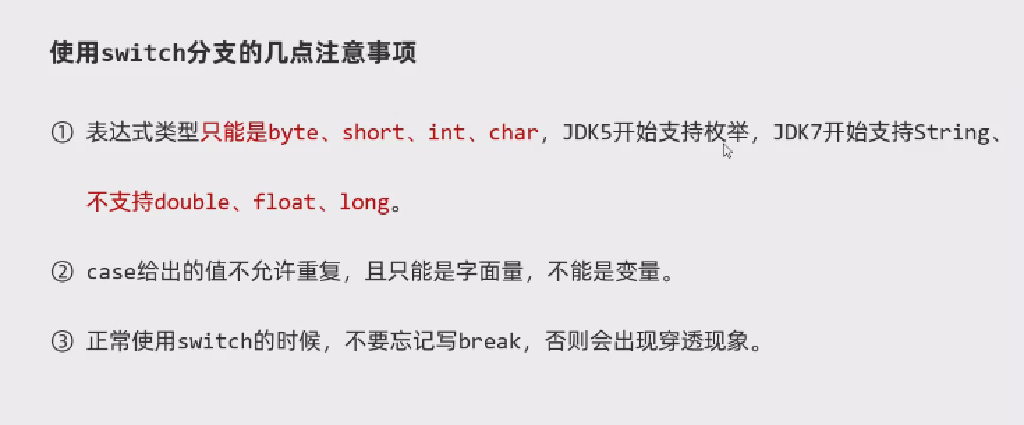 使用switch分支的几点注意事项
① 表达式类型只能是byte、short、int、char，JDK5开始支持枚举，JDK7开始支持String、
不支持double、float、long。
② case给出的值不允许重复，且只能是字面量，不能是变量。
③ 正常使用switch的时候，不要忘记写break，否则会出现穿透现象。